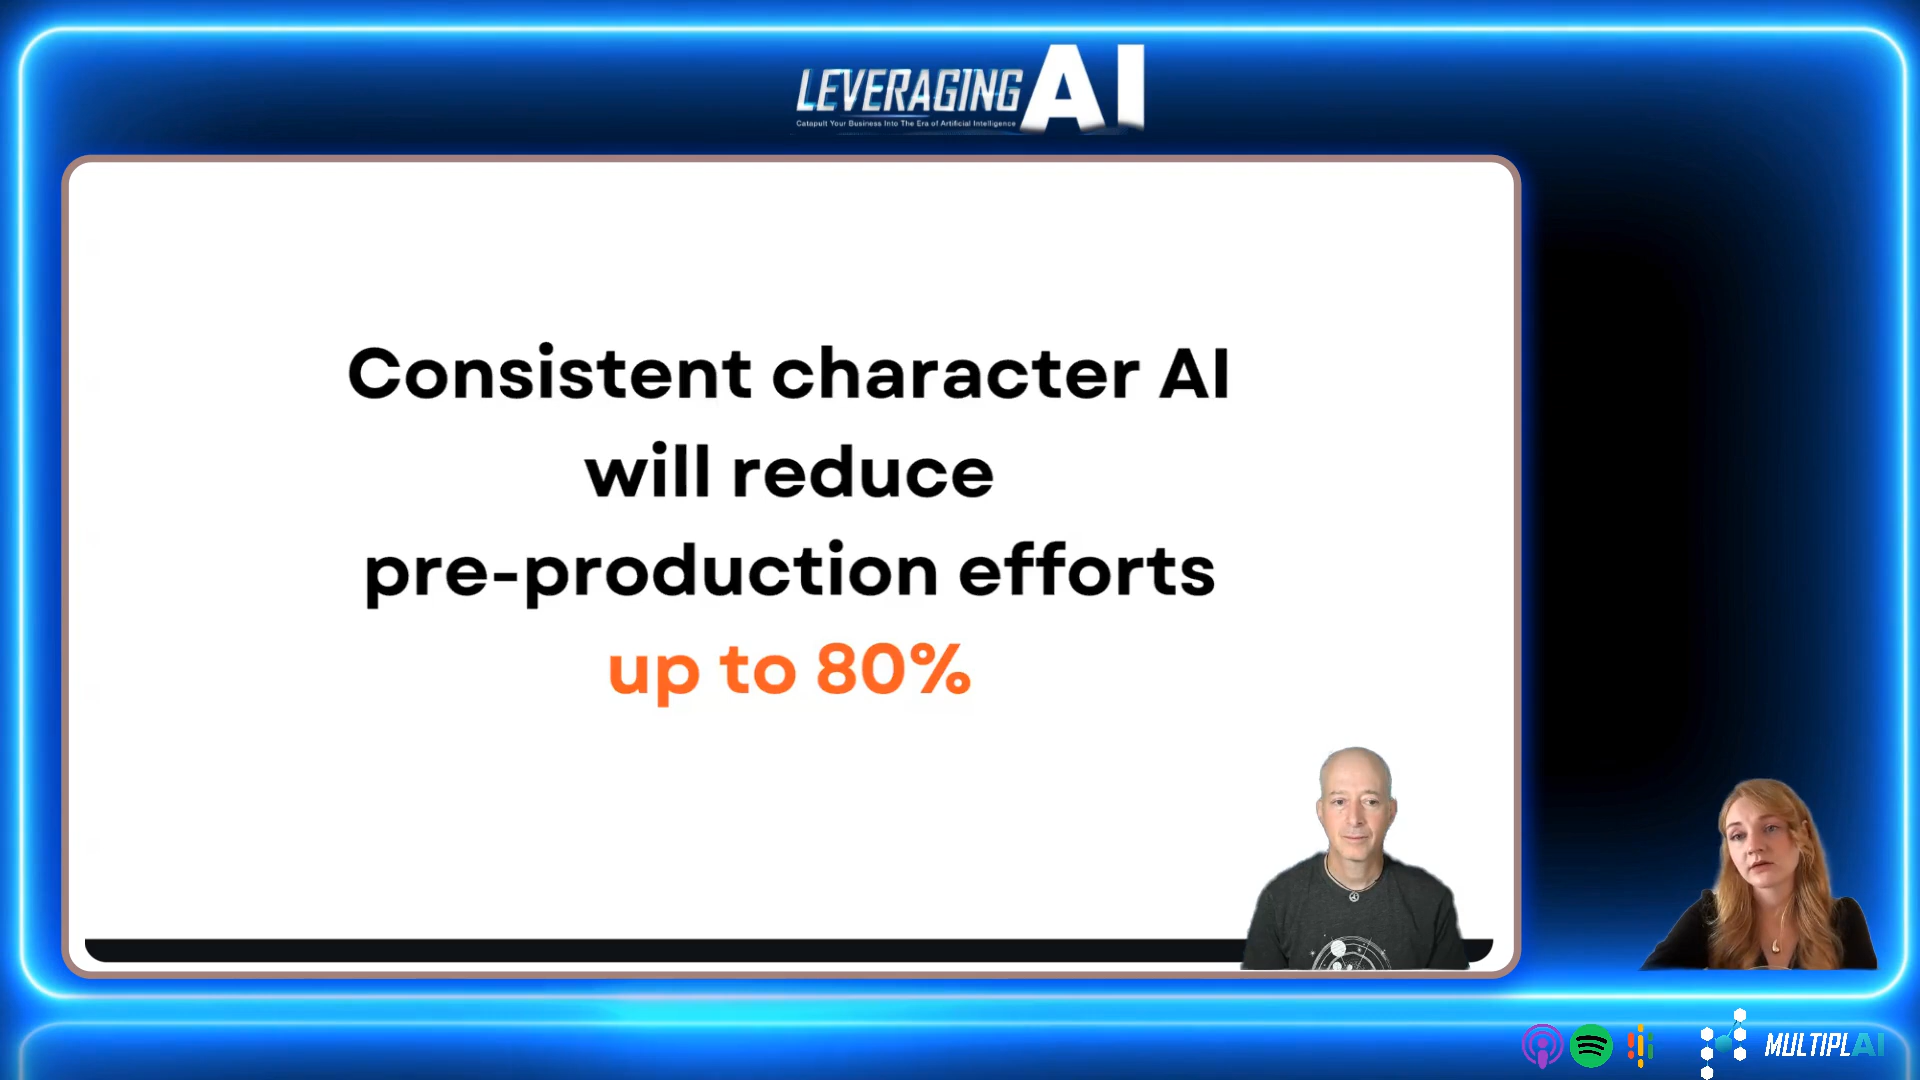 LEVERAGING AI
Catapult Your Business Into The Era of Artificial Intelligence
Consistent character AI
will reduce
pre-production efforts
up to 80%
MULTIPLAI